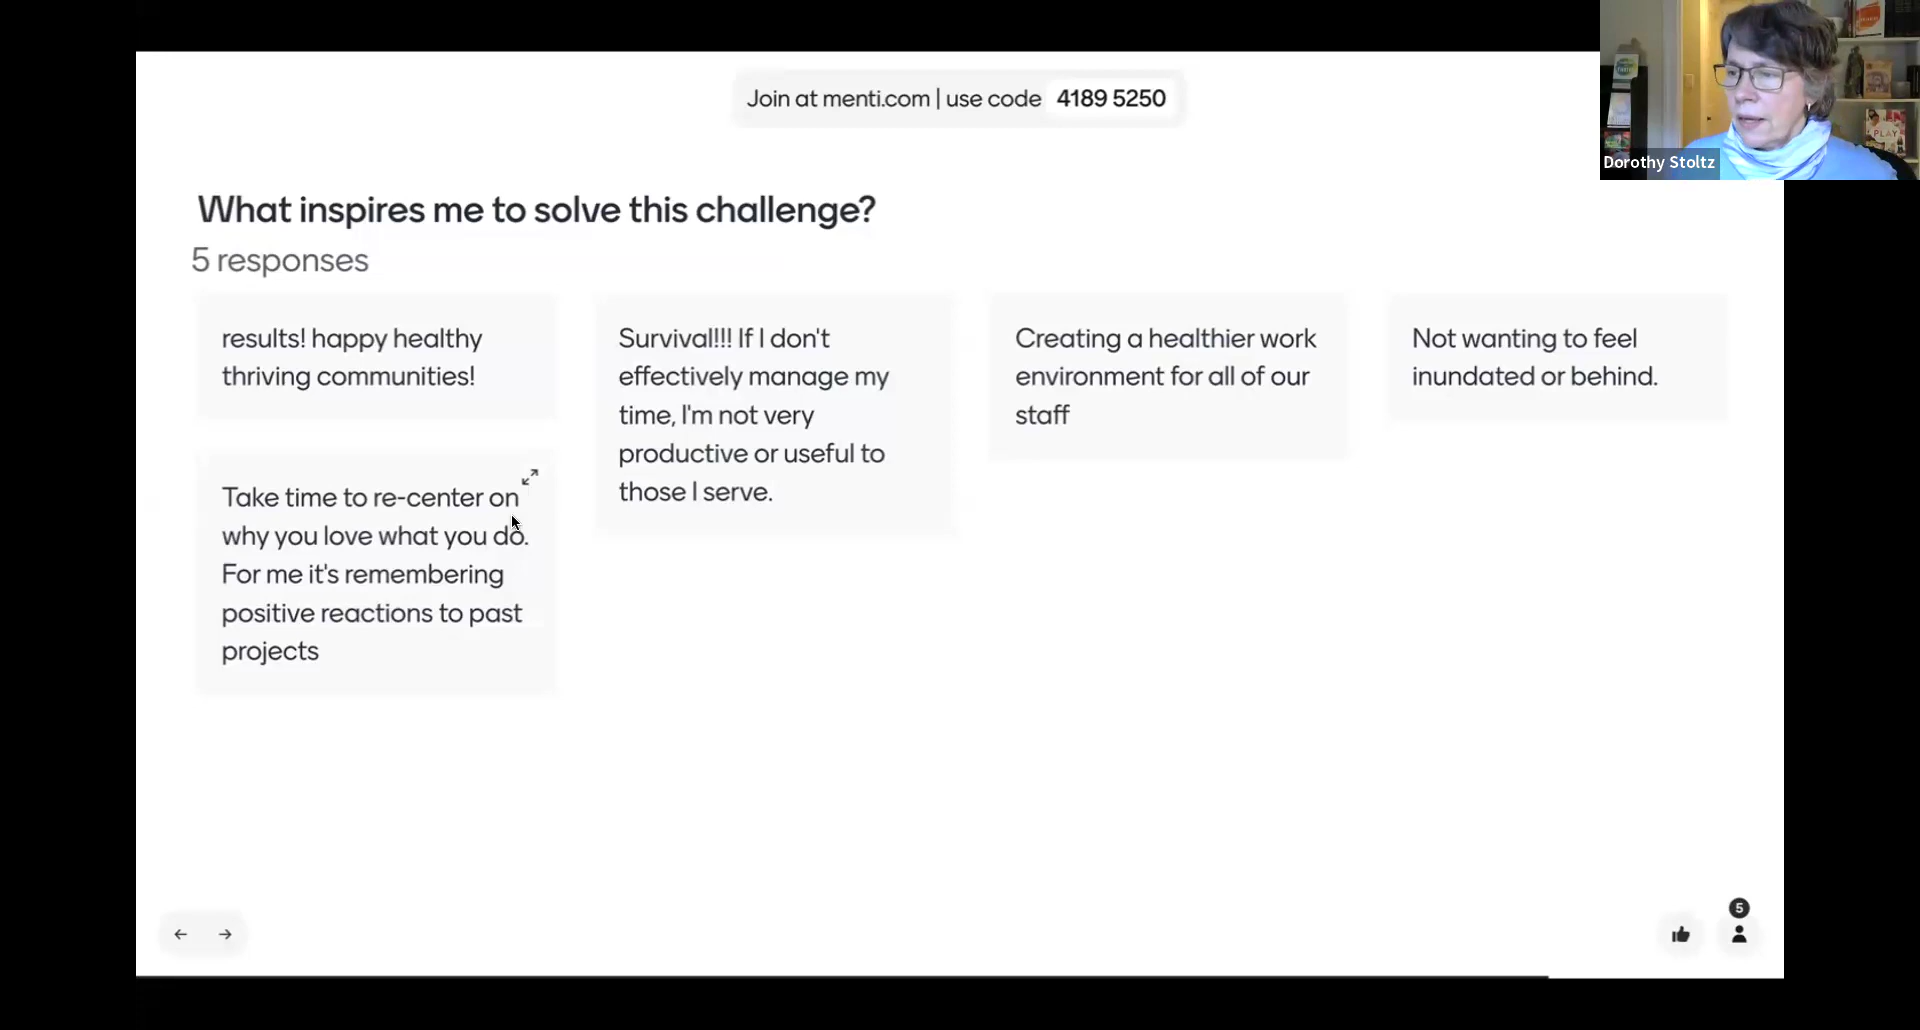 Join at menti.com | use code 4189 5250
Dorothy Stoltz
What inspires me to solve this challenge?
5 responses
results! happy healthy
thriving communities!
Take time to re-center on
why you love what you do.
For me it's remembering
positive reactions to past
projects
Survival!!! If I don't
effectively manage my
time, I'm not very
productive or useful to
those I serve.
Creating a healthier work
environment for all of our
staff
Not wanting to feel
inundated or behind.
5
PLAY